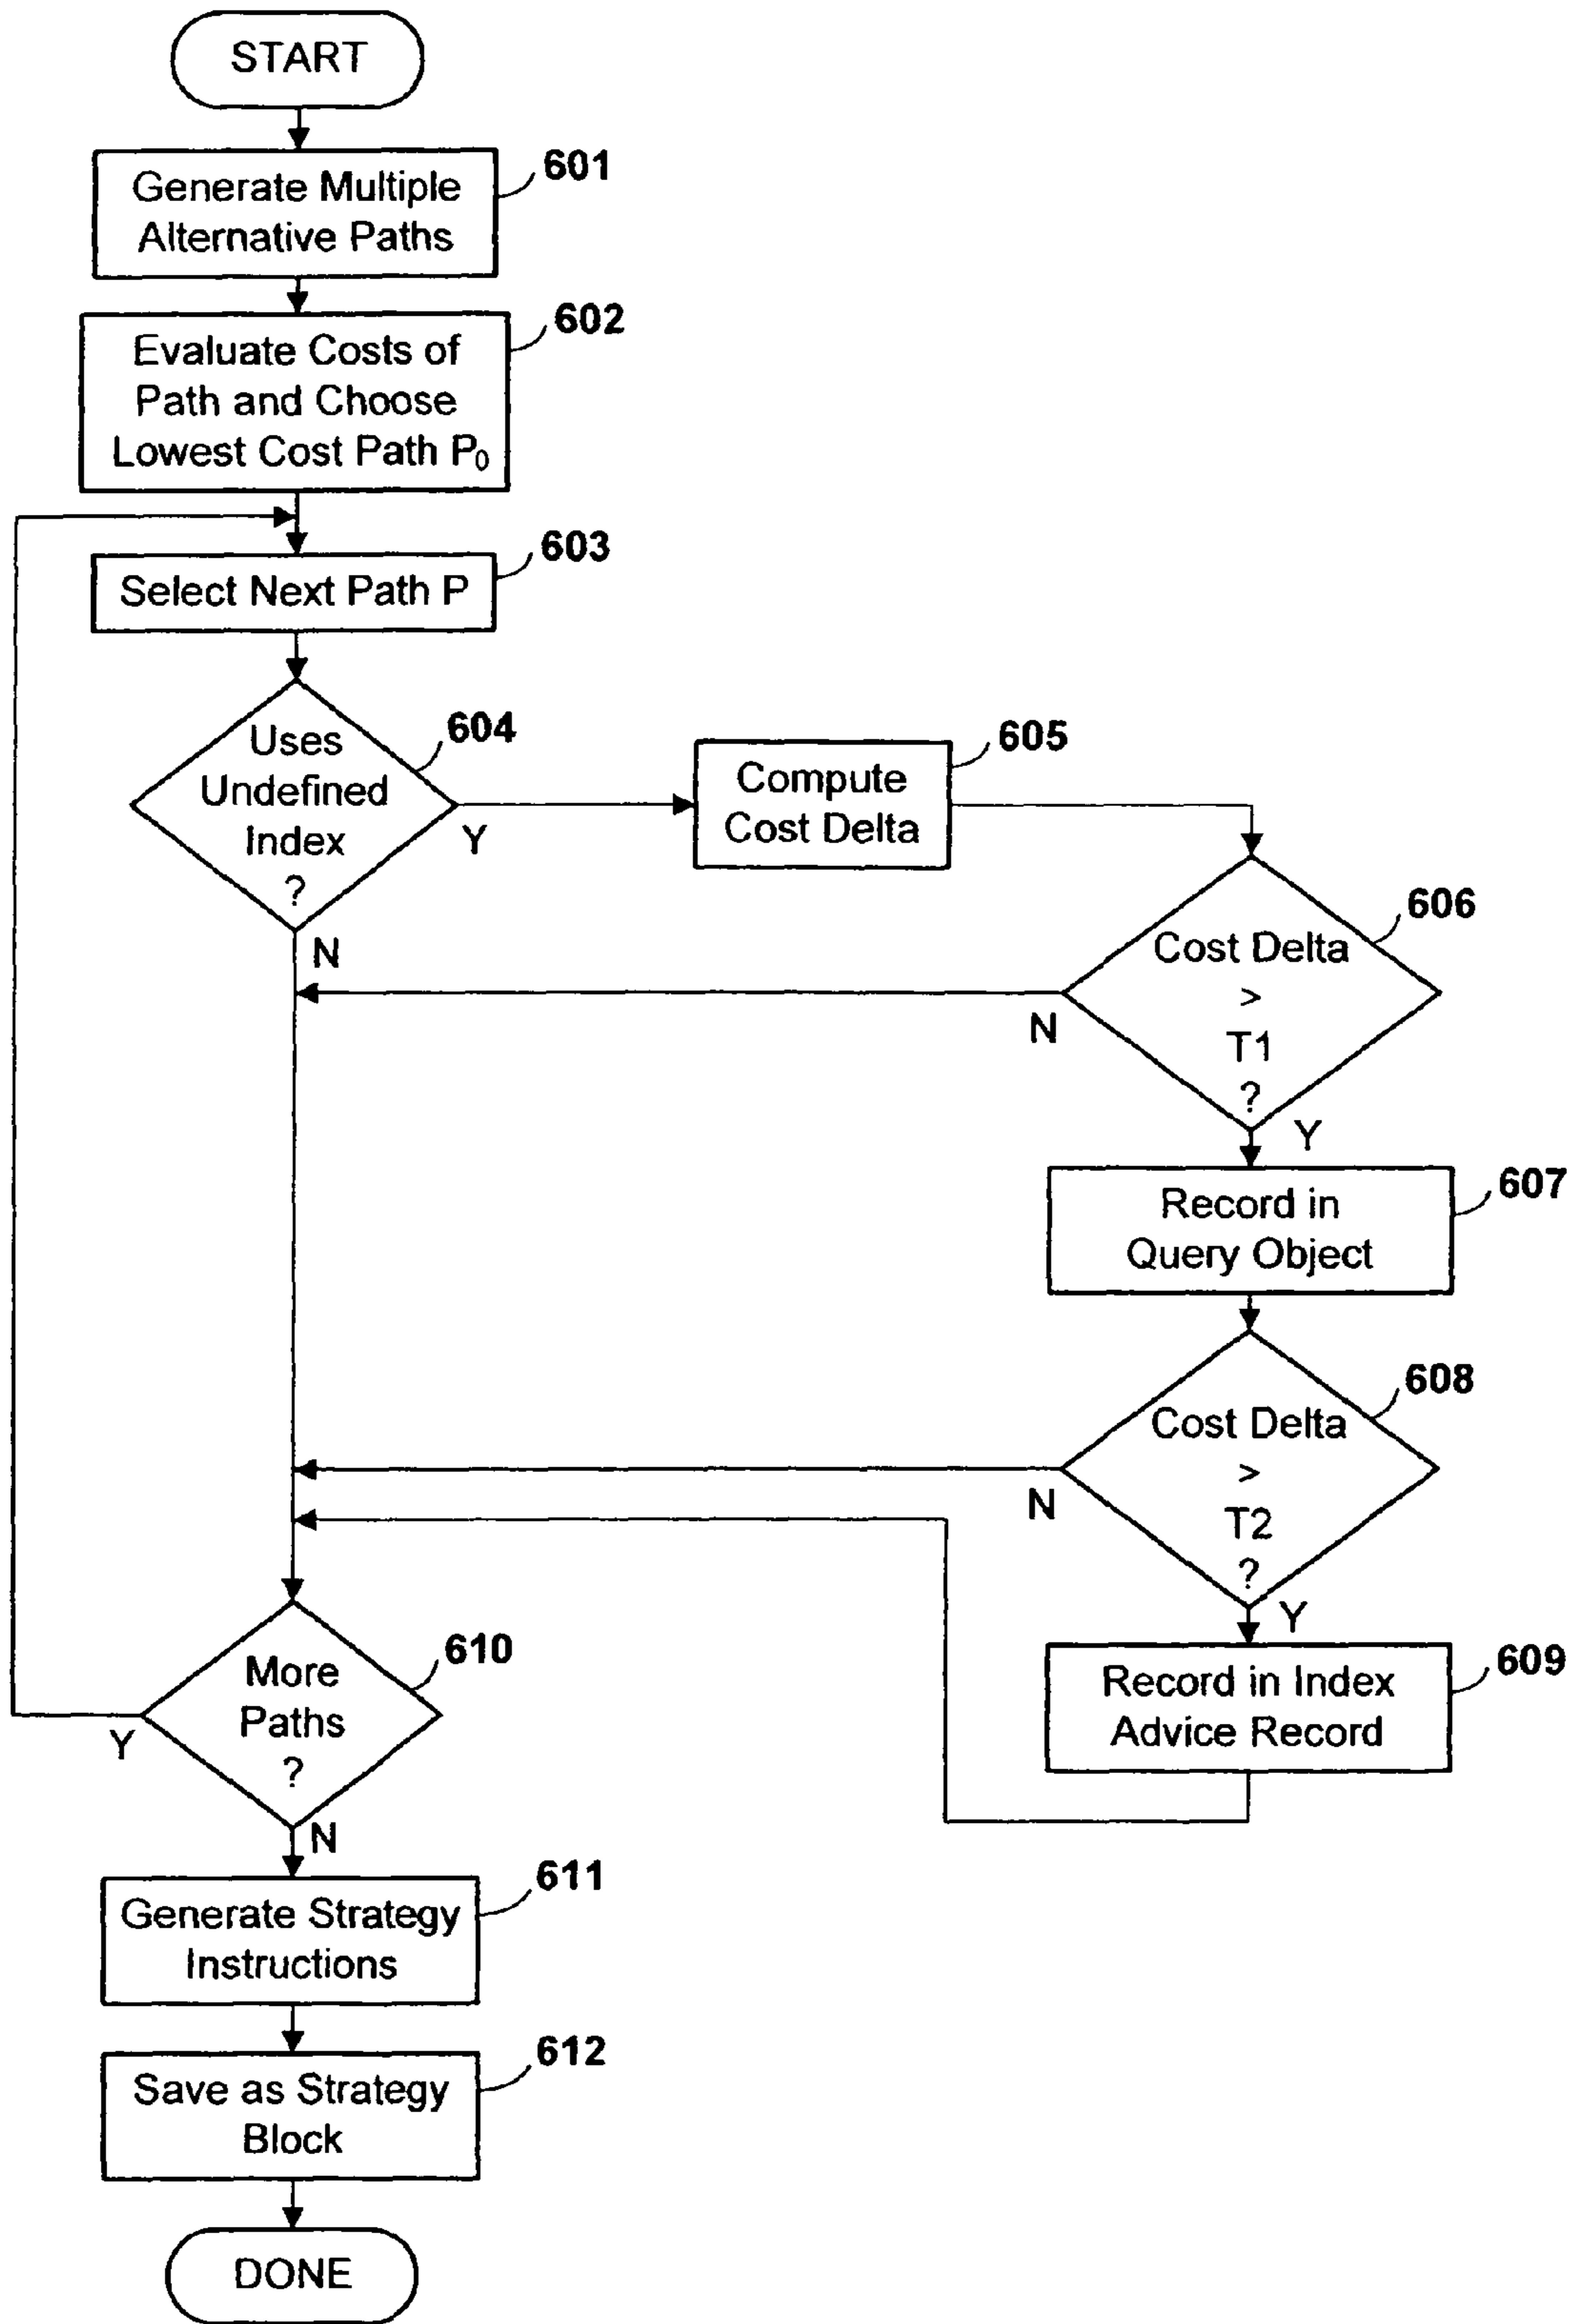 START
601
Generate Multiple
Alternative Paths
602
Evaluate Costs of
Path and Choose
Lowest Cost Path P₀
603
Select Next Path P
604
Uses
Undefined
Index
?
Y
N
605
Compute
Cost Delta
606
Cost Delta
>
T1
?
N
Y
607
Record in
Query Object
608
Cost Delta
>
T2
?
N
Y
609
Record in Index
Advice Record
610
More
Paths
?
Y
N
611
Generate Strategy
Instructions
612
Save as Strategy
Block
DONE